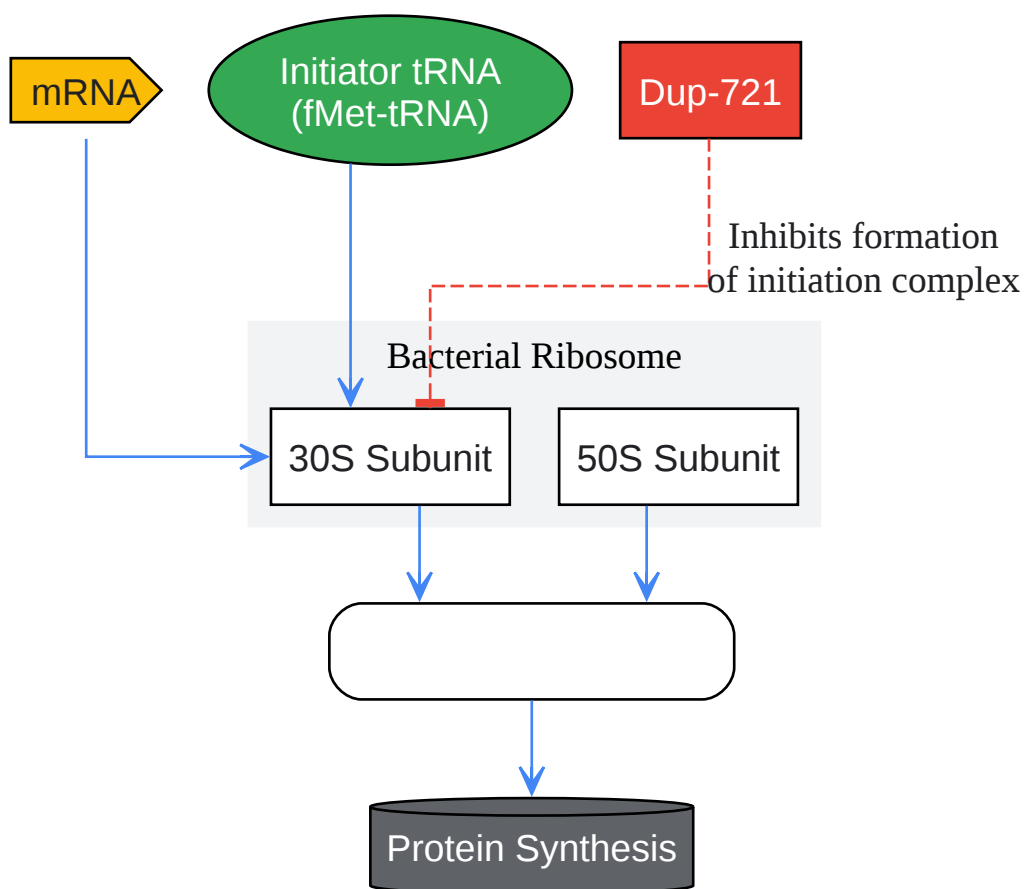 mRNA
Initiator tRNA
(fMet-tRNA)
Dup-721
Inhibits formation
of initiation complex
Bacterial Ribosome
30S Subunit
50S Subunit
Protein Synthesis